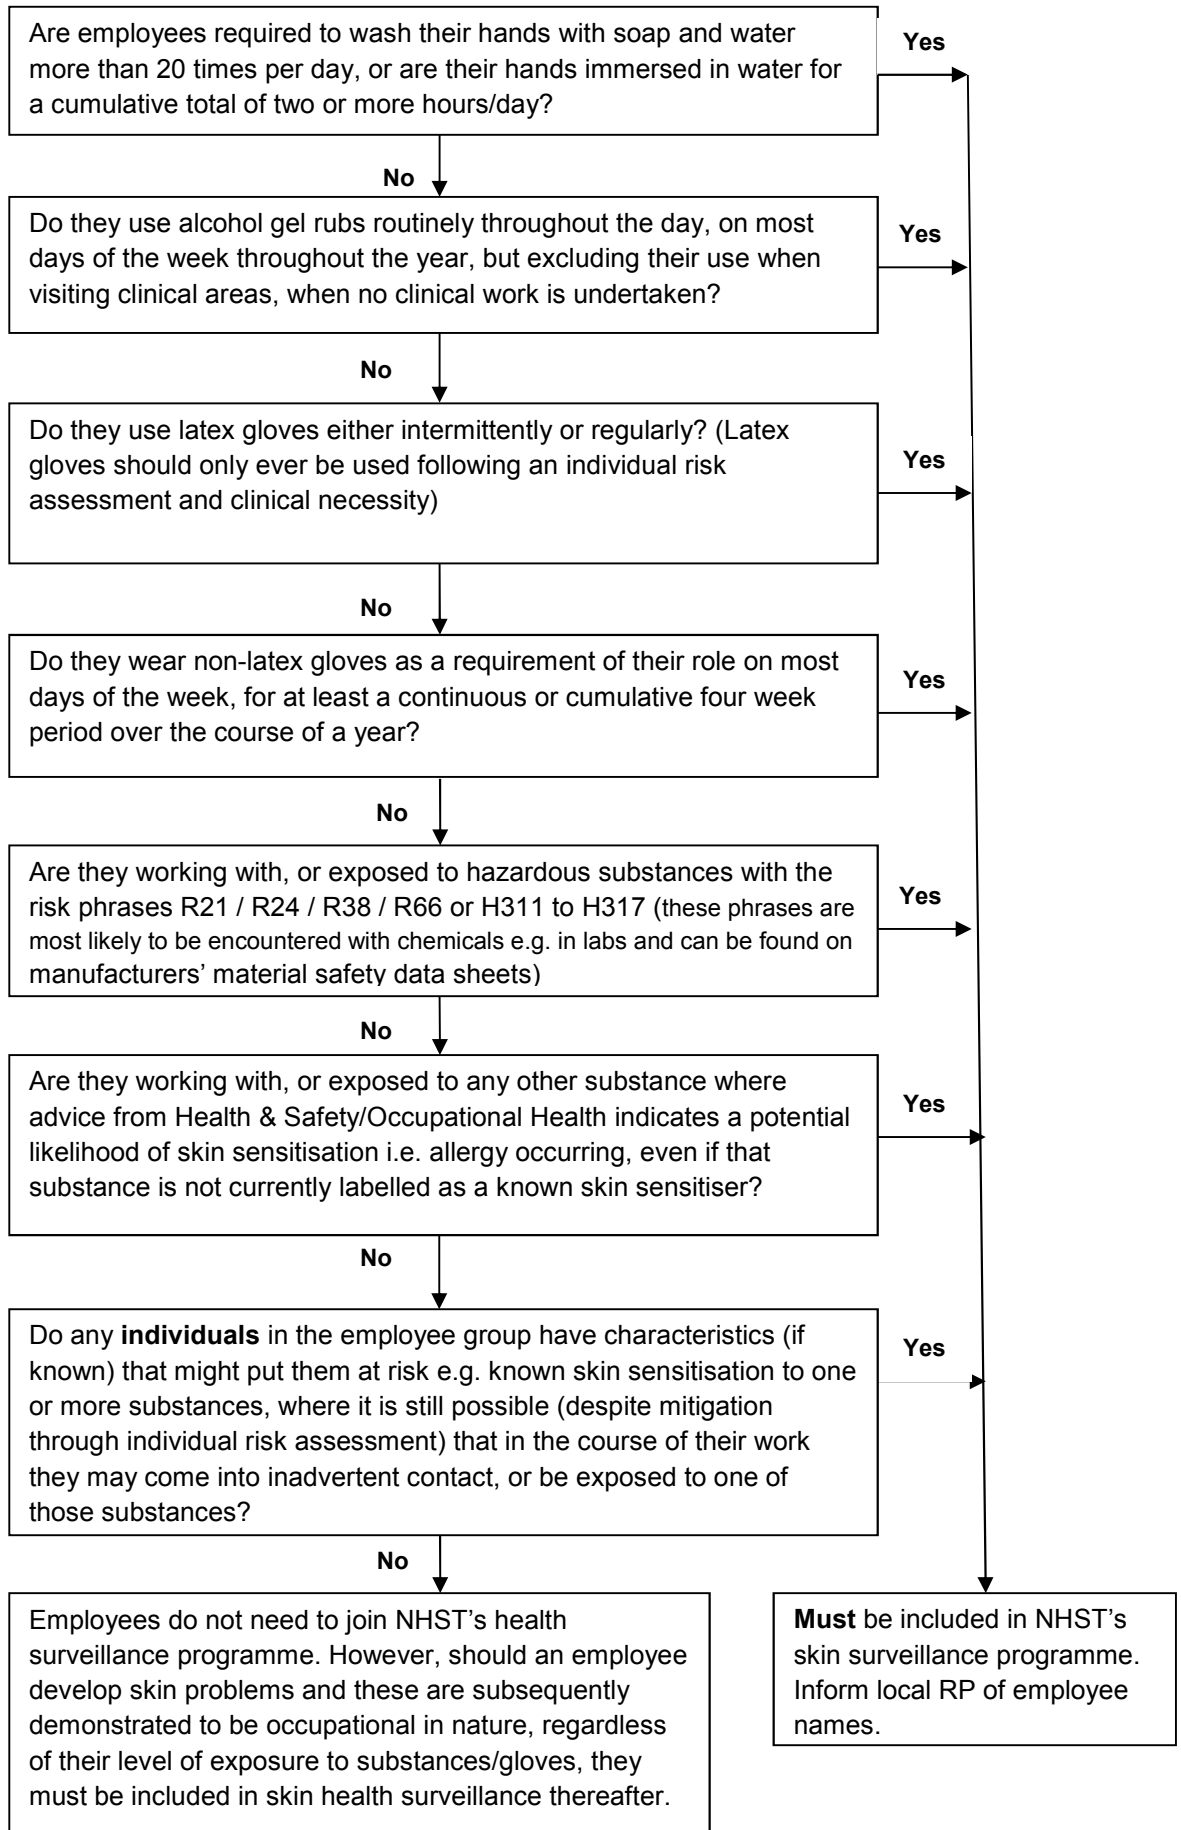 Are employees required to wash their hands with soap and water
more than 20 times per day, or are their hands immersed in water for
a cumulative total of two or more hours/day?
Yes
No
Do they use alcohol gel rubs routinely throughout the day, on most
days of the week throughout the year, but excluding their use when
visiting clinical areas, when no clinical work is undertaken?
Yes
No
Do they use latex gloves either intermittently or regularly? (Latex
gloves should only ever be used following an individual risk
assessment and clinical necessity)
Yes
No
Do they wear non-latex gloves as a requirement of their role on most
days of the week, for at least a continuous or cumulative four week
period over the course of a year?
Yes
No
Are they working with, or exposed to hazardous substances with the
risk phrases R21 / R24 / R38 / R66 or H311 to H317 (these phrases are
most likely to be encountered with chemicals e.g. in labs and can be found on
manufacturers' material safety data sheets)
Yes
No
Are they working with, or exposed to any other substance where
advice from Health & Safety/Occupational Health indicates a potential
likelihood of skin sensitisation i.e. allergy occurring, even if that
substance is not currently labelled as a known skin sensitiser?
Yes
No
Do any individuals in the employee group have characteristics (if
known) that might put them at risk e.g. known skin sensitisation to one
or more substances, where it is still possible (despite mitigation
through individual risk assessment) that in the course of their work
they may come into inadvertent contact, or be exposed to one of
those substances?
Yes
No
Employees do not need to join NHST's health
surveillance programme. However, should an employee
develop skin problems and these are subsequently
demonstrated to be occupational in nature, regardless
of their level of exposure to substances/gloves, they
must be included in skin health surveillance thereafter.
Must be included in NHST's
skin surveillance programme.
Inform local RP of employee
names.